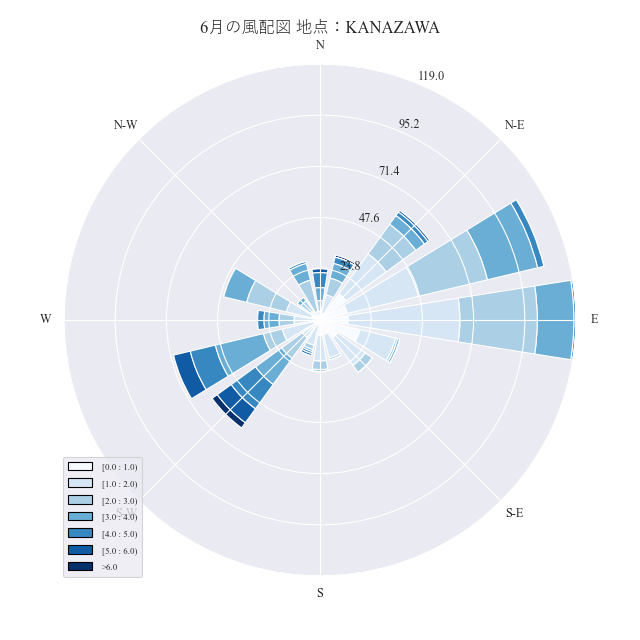 6月の風配図 地点：KANAZAWA
N
119.0
N-W
N-E
95.2
71.4
47.6
23.8
W
E
S-W
S-E
S
[0.0 : 1.0)
[1.0 : 2.0)
[2.0 : 3.0)
[3.0 : 4.0)
[4.0 : 5.0)
[5.0 : 6.0)
>6.0